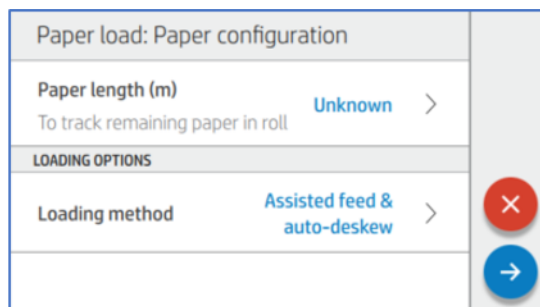 Paper load: Paper configuration
Paper length (m)
Unknown
To track remaining paper in roll
LOADING OPTIONS
Loading method
Assisted feed &
auto-deskew